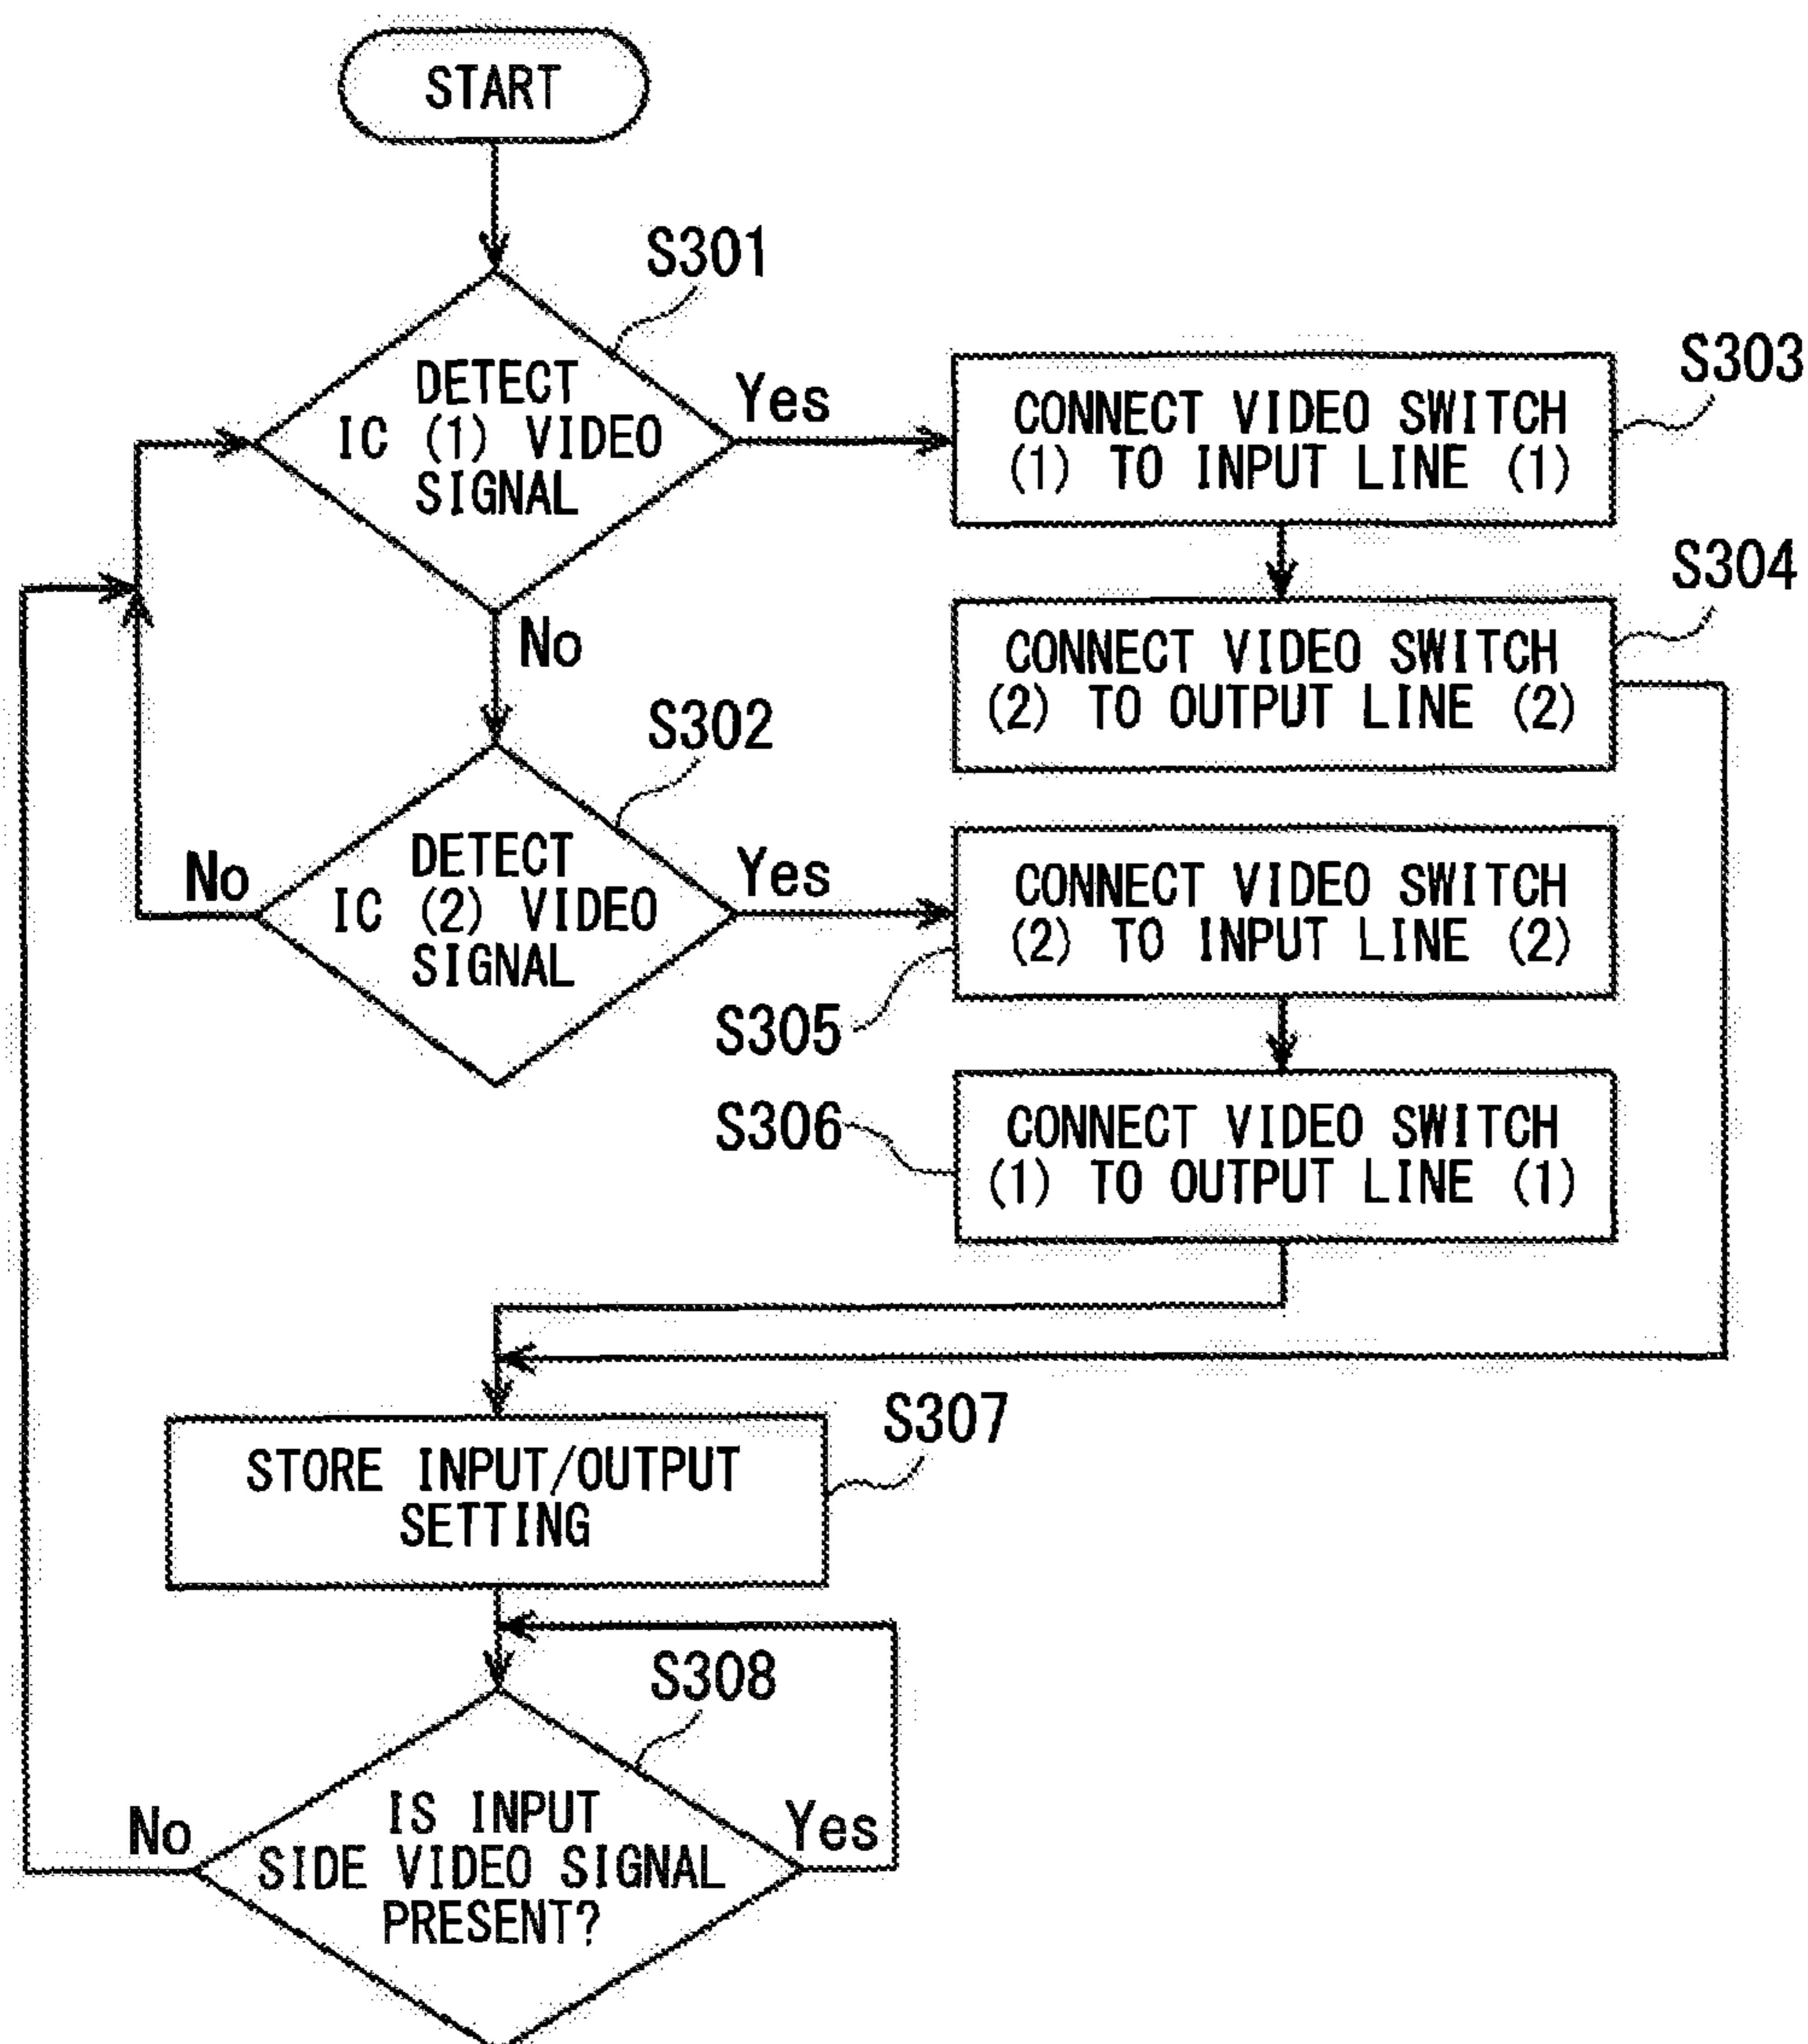 START
S301
DETECT
IC (1) VIDEO
SIGNAL
Yes
No
S303
CONNECT VIDEO SWITCH
(1) TO INPUT LINE (1)
S304
CONNECT VIDEO SWITCH
(2) TO OUTPUT LINE (2)
S302
DETECT
IC (2) VIDEO
SIGNAL
No
Yes
CONNECT VIDEO SWITCH
(2) TO INPUT LINE (2)
S305
S306
CONNECT VIDEO SWITCH
(1) TO OUTPUT LINE (1)
S307
STORE INPUT/OUTPUT
SETTING
S308
IS INPUT
SIDE VIDEO SIGNAL
PRESENT?
No
Yes